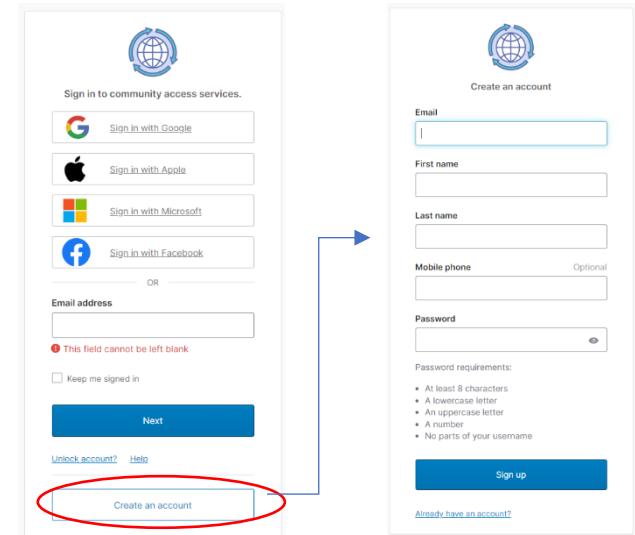 Sign in to community access services.
Sign in with Google
Sign in with Apple
Sign in with Microsoft
Sign in with Facebook
OR
Email address
This field cannot be left blank
Keep me signed in
Next
Unlock account? Help
Create an account
Create an account
Email
First name
Last name
Mobile phone Optional
Password
Password requirements:
• At least 8 characters
• A lowercase letter
• An uppercase letter
• A number
• No parts of your username
Sign up
Already have an account?